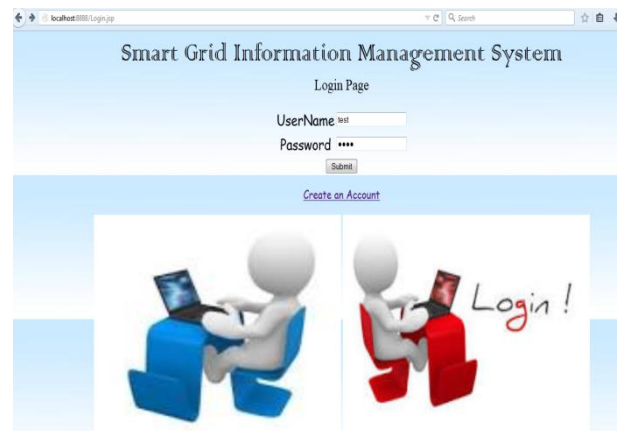 localhost:8888/Login.jsp
Search
Smart Grid Information Management System
Login Page
UserName test
Password ••••
Submit
Create an Account
Login !